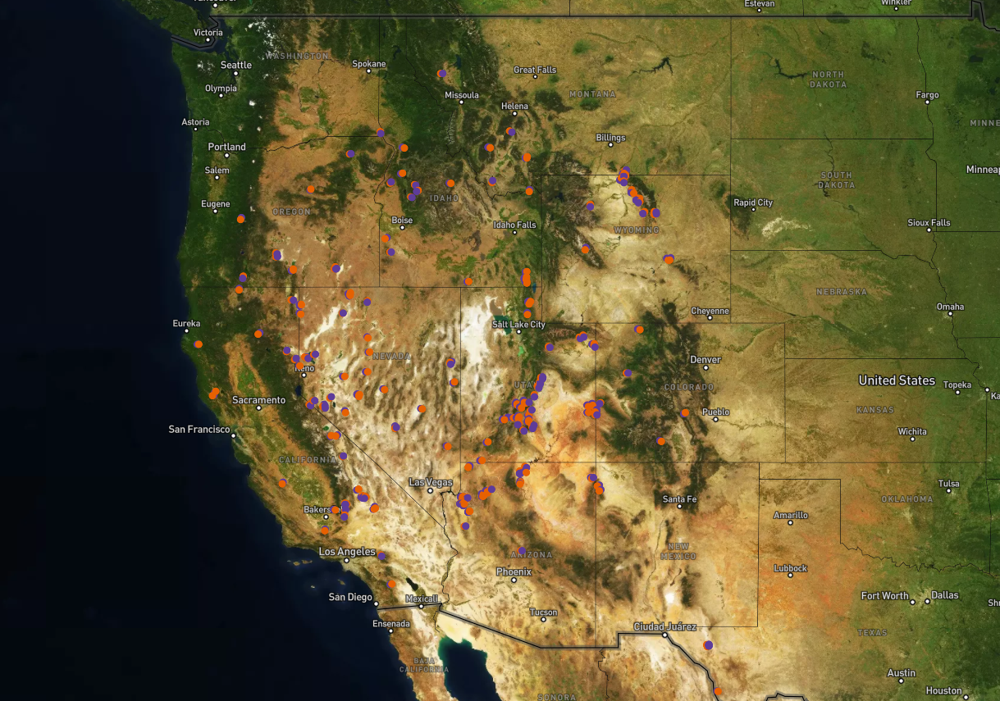 Vancouver
Estevan
Winkler
Victoria
WASHINGTON
Spokane
Seattle
Great Falls
NORTH
DAKOTA
Olympia
Missoula
MONTANA
Fargo
Helena
Astoria
MINNE
Billings
Portland
Salem
Minneap
SOUTH
DAKOTA
Eugene
OREGON
IDAHO
Rapid City
Boise
Idaho Falls
WYOMING
Sioux Falls
NEBRASKA
Omaha
Cheyenne
Eureka
Salt Lake City
NEVADA
Denver
Reno
United States
Topeka
UTAH
COLORADO
Sacramento
Pueblo
KANSAS
San Francisco
Wichita
CALIFORNIA
Las Vegas
Tulsa
Santa Fe
OKLAHOMA
Bakersfie
Amarillo
Los Angeles
ARIZONA
NEW
MEXICO
Phoenix
Lubbock
San Diego
Mexicali
Fort Worth
Dallas
Shr
Tucson
Ensenada
Ciudad Juárez
TEXAS
BAJA
CALIFORNIA
Austin
Houston
SONORA